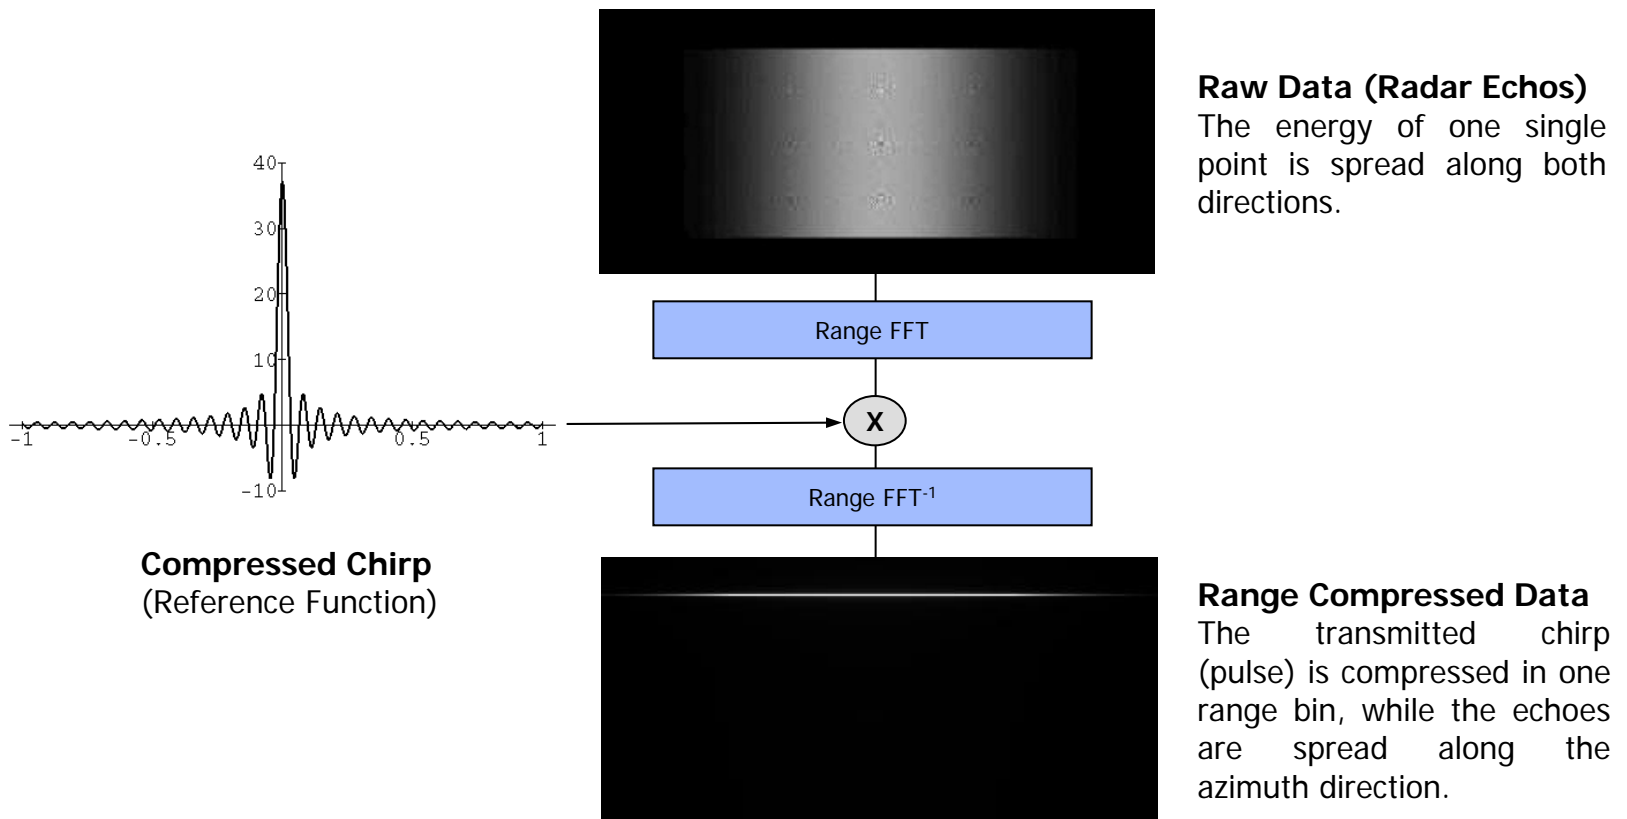 Raw Data (Radar Echos)
The energy of one single
point is spread along both
directions.
40
30
20
10
-1
-0.5
0.5
1
-10
Range FFT
X
Range FFT-1
Compressed Chirp
(Reference Function)
Range Compressed Data
The transmitted chirp
(pulse) is compressed in one
range bin, while the echoes
are spread along the
azimuth direction.